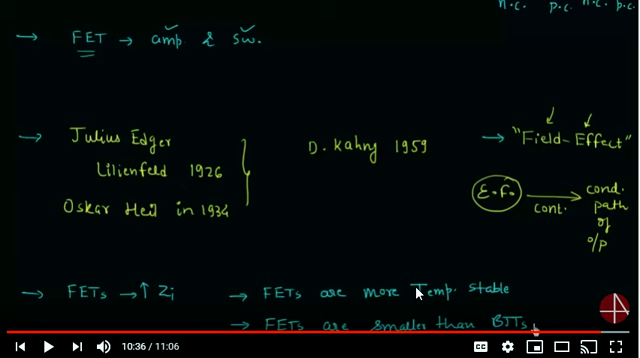 n.c. p.c. n.c. p.c.
→ FET → amp. & sw.
→ Julius Edger
Lilienfeld 1926
Oskar Heil in 1934
D. Kahng 1959
→ "Field-Effect"
E.F. → cond.
cont. path
of
o/p
→ FETs → ↑ Zi
→ FETs are more Temp. stable
→ FETs are smaller than BJTs.
10:36 / 11:06
CC